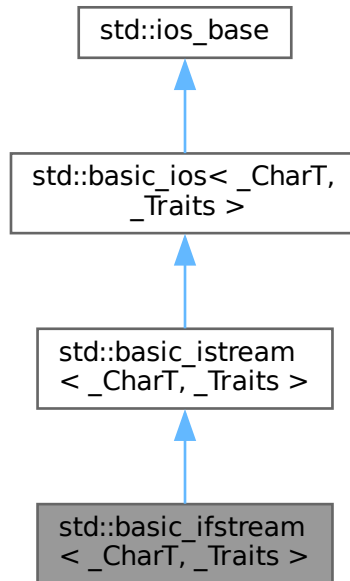 std::ios_base
std::basic_ios< _CharT,
_Traits >
std::basic_istream
< _CharT, _Traits >
std::basic_ifstream
< _CharT, _Traits >